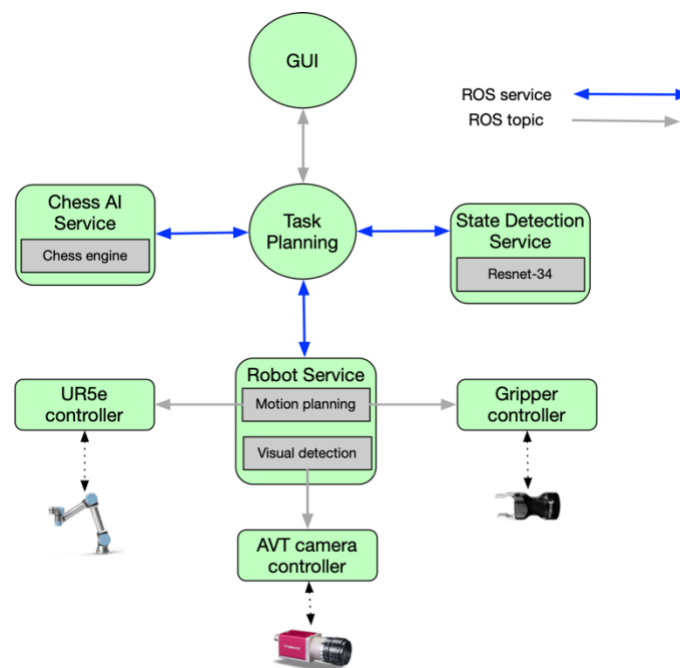 GUI
ROS service
ROS topic
Chess AI
Service
Chess engine
Task
Planning
State Detection
Service
Resnet-34
Robot Service
Motion planning
Visual detection
UR5e
controller
Gripper
controller
AVT camera
controller